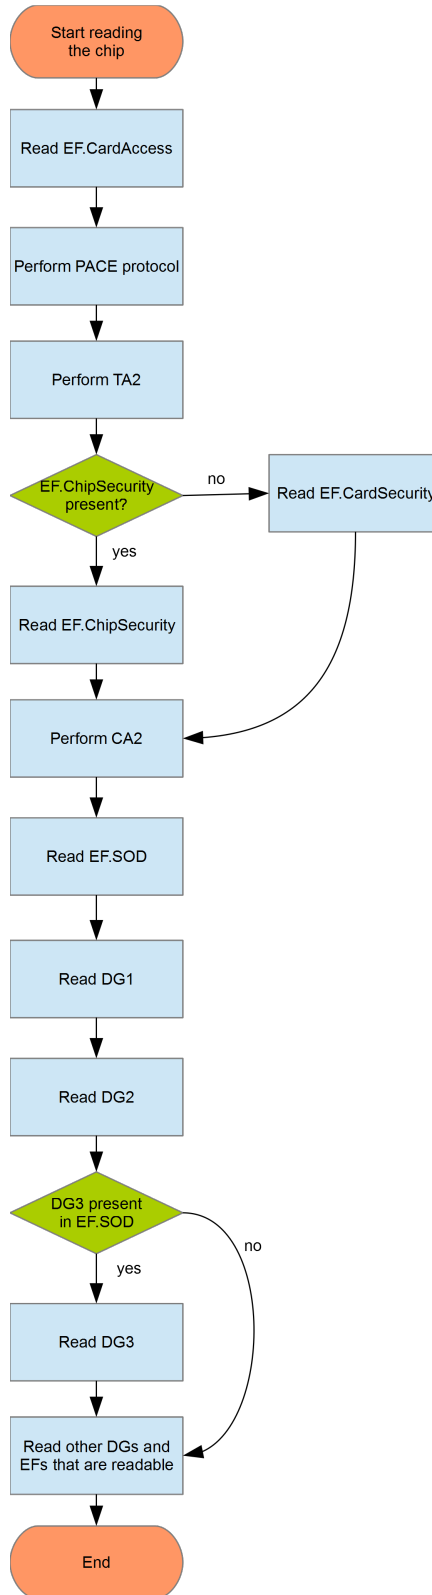 Start reading
the chip
Read EF.CardAccess
Perform PACE protocol
Perform TA2
EF.ChipSecurity
present?
no
Read EF.CardSecurity
yes
Read EF.ChipSecurity
Perform CA2
Read EF.SOD
Read DG1
Read DG2
DG3 present
in EF.SOD
no
yes
Read DG3
Read other DGs and
EFs that are readable
End